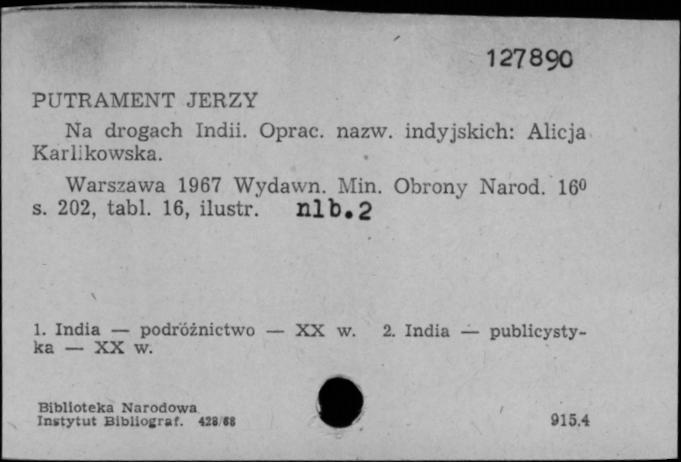 127890
PUTRAMENT JERZY
Na drogach Indii. Oprac. nazw. indyjskich: Alicja
Karlikowska.
Warszawa 1967 Wydawn. Min. Obrony Narod. 16⁰
s. 202, tabl. 16, ilustr. nlb.2
1. India — podróżnictwo — XX w. 2. India — publicysty-
ka — XX w.
Biblioteka Narodowa
Instytut Bibliograf. 428/68
915.4